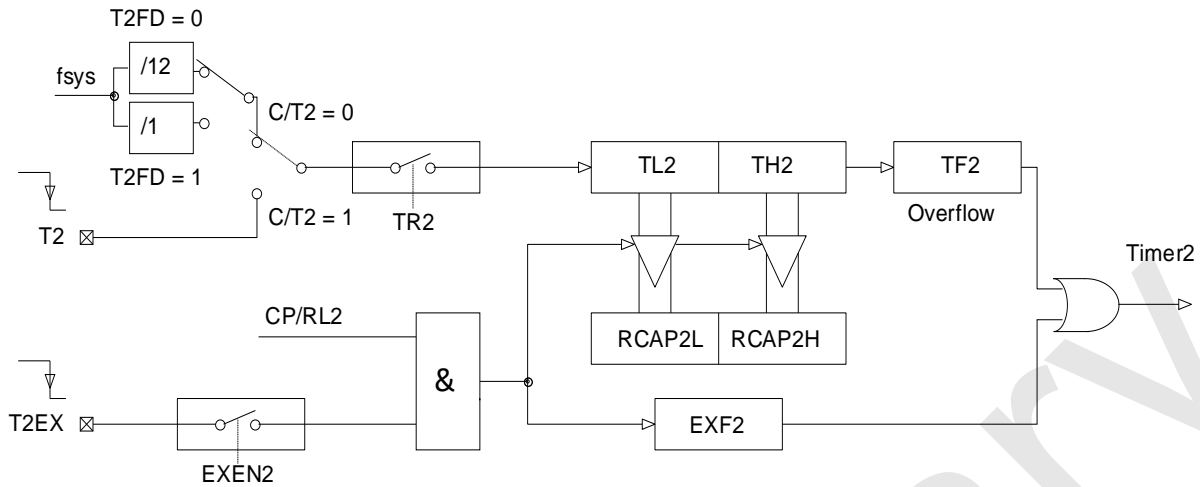 T2FD = 0
/12
fsys
C/T2 = 0
/1
T2FD = 1
C/T2 = 1
T2
TR2
TL2
TH2
TF2
Overflow
Timer2
CP/RL2
RCAP2L
RCAP2H
&
T2EX
EXEN2
EXF2